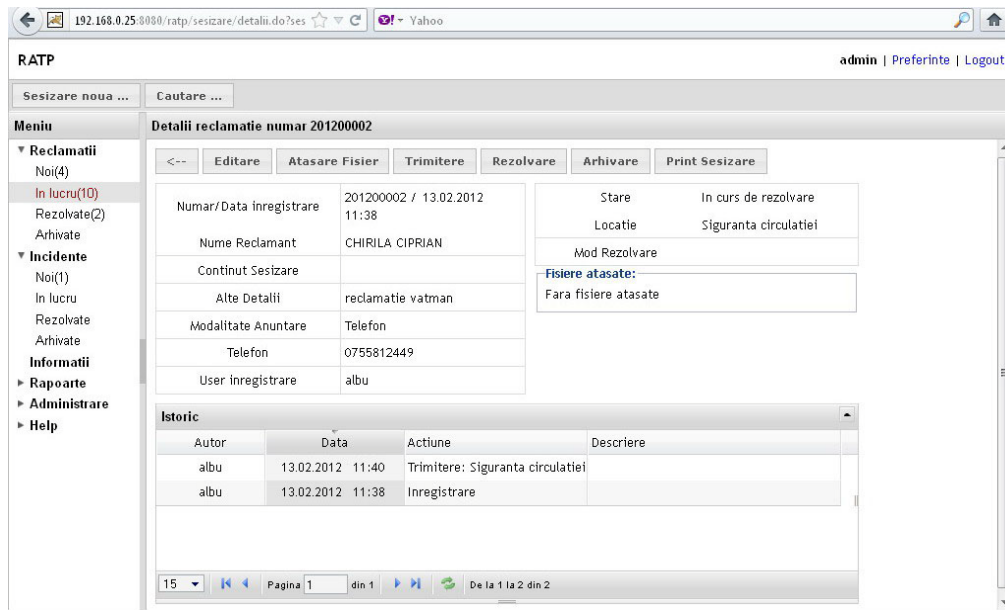 192.168.0.25:8080/ratp/sesizare/detalii.do?ses
Yahoo
RATP
admin | Preferinte | Logout
Sesizare noua ...
Cautare ...
Meniu
Reclamatii
Noi(4)
In lucru(10)
Rezolvate(2)
Arhivate
Incidente
Noi(1)
In lucru
Rezolvate
Arhivate
Informatii
Rapoarte
Administrare
Help
Detalii reclamatie numar 201200002
<-- Editare Atasare Fisier Trimitere Rezolvare Arhivare Print Sesizare
Numar/Data inregistrare 201200002 / 13.02.2012
11:38
Nume Reclamant CHIRILA CIPRIAN
Continut Sesizare
Alte Detalii reclamatie vatman
Modalitate Anuntare Telefon
Telefon 0755812449
User inregistrare albu
Stare In curs de rezolvare
Locatie Siguranta circulatiei
Mod Rezolvare
Fisiere atasate:
Fara fisiere atasate
Istoric
Autor Data Actiune Descriere
albu 13.02.2012 11:40 Trimitere: Siguranta circulatiei
albu 13.02.2012 11:38 Inregistrare
15 Pagina 1 din 1 De la 1 la 2 din 2